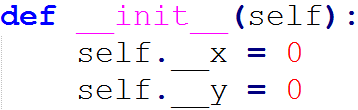 def __init__(self):
    self.__x = 0
    self.__y = 0